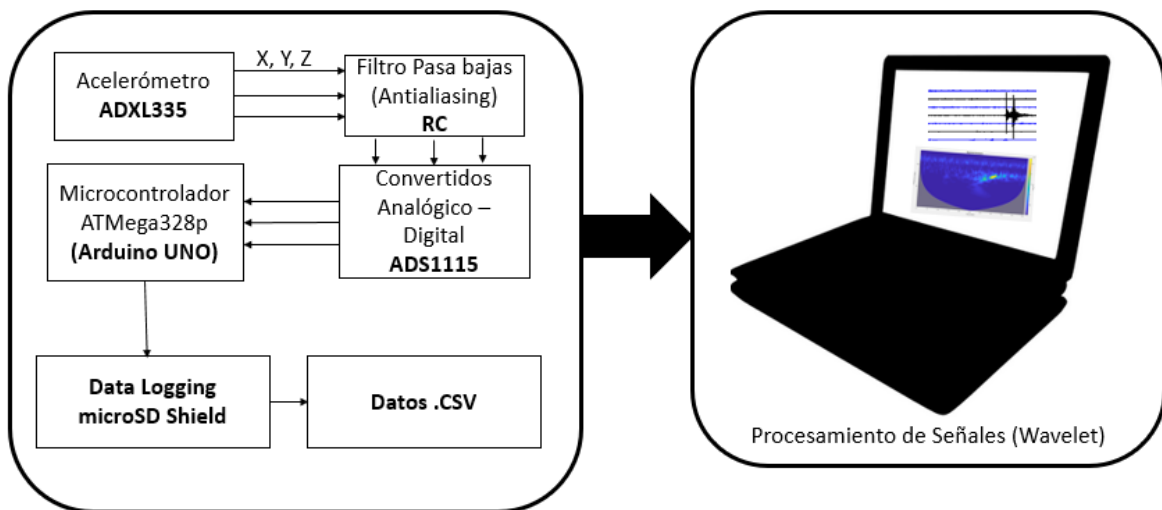 Acelerómetro
ADXL335
X, Y, Z
Filtro Pasa bajas
(Antialiasing)
RC
Microcontrolador
ATMega328p
(Arduino UNO)
Convertidos
Analógico –
Digital
ADS1115
Data Logging
microSD Shield
Datos .CSV
Procesamiento de Señales (Wavelet)